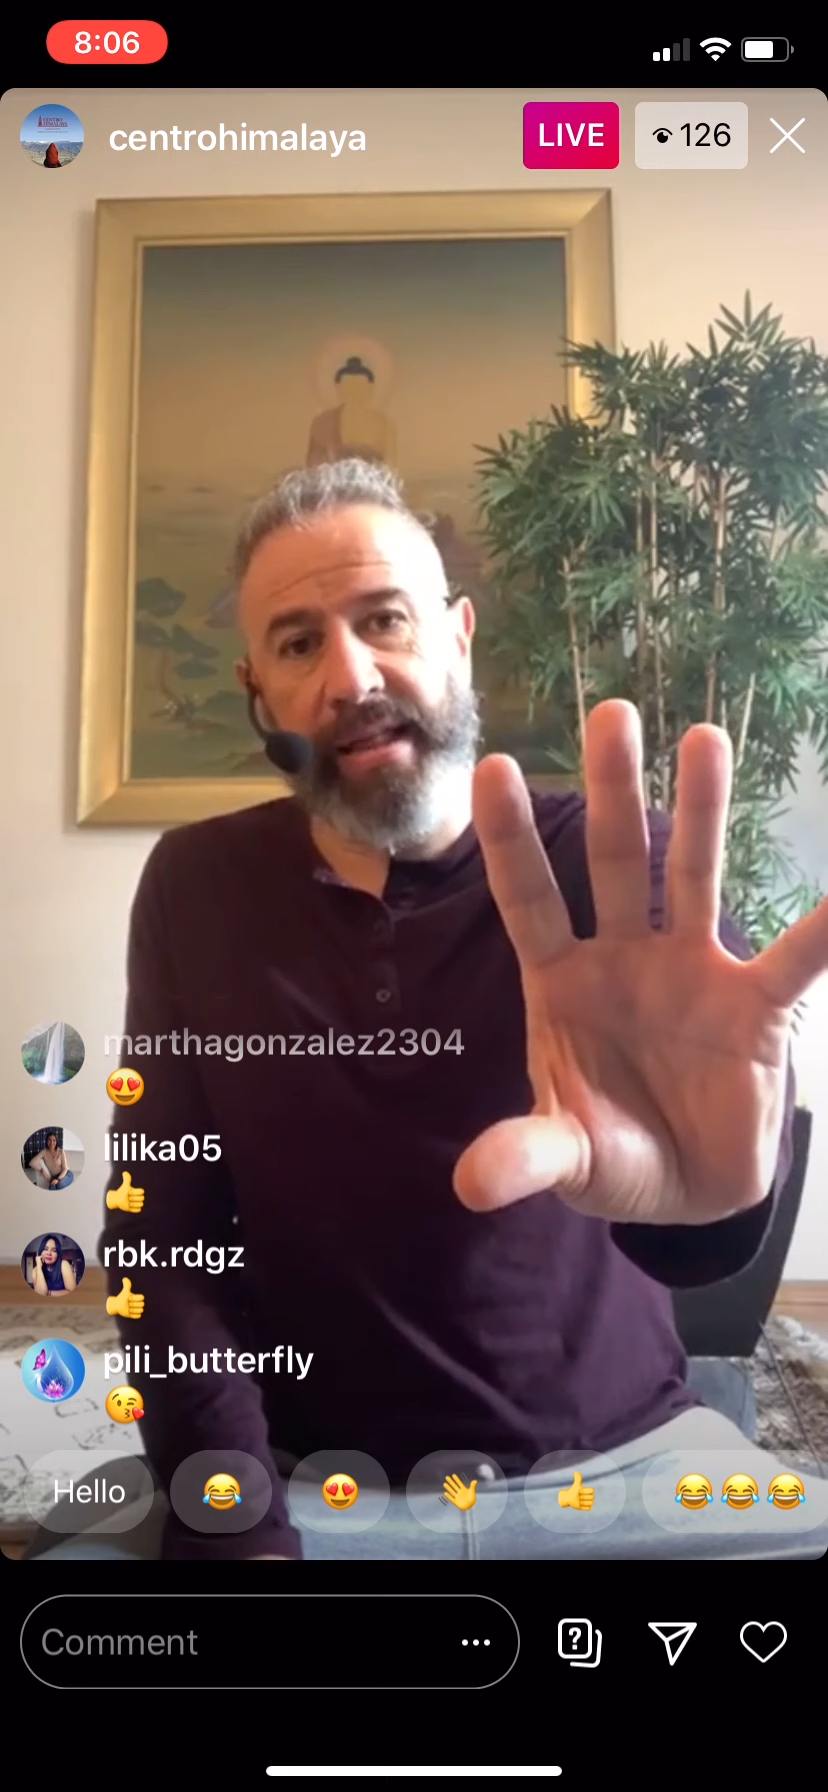 8:06
centrohimalaya
LIVE
126
marthagonzalez2304
😍
lilika05
👍
rbk.rdgz
👍
pili_butterfly
😘
Hello 😂 😍 👋 👍 😂😂😂
Comment